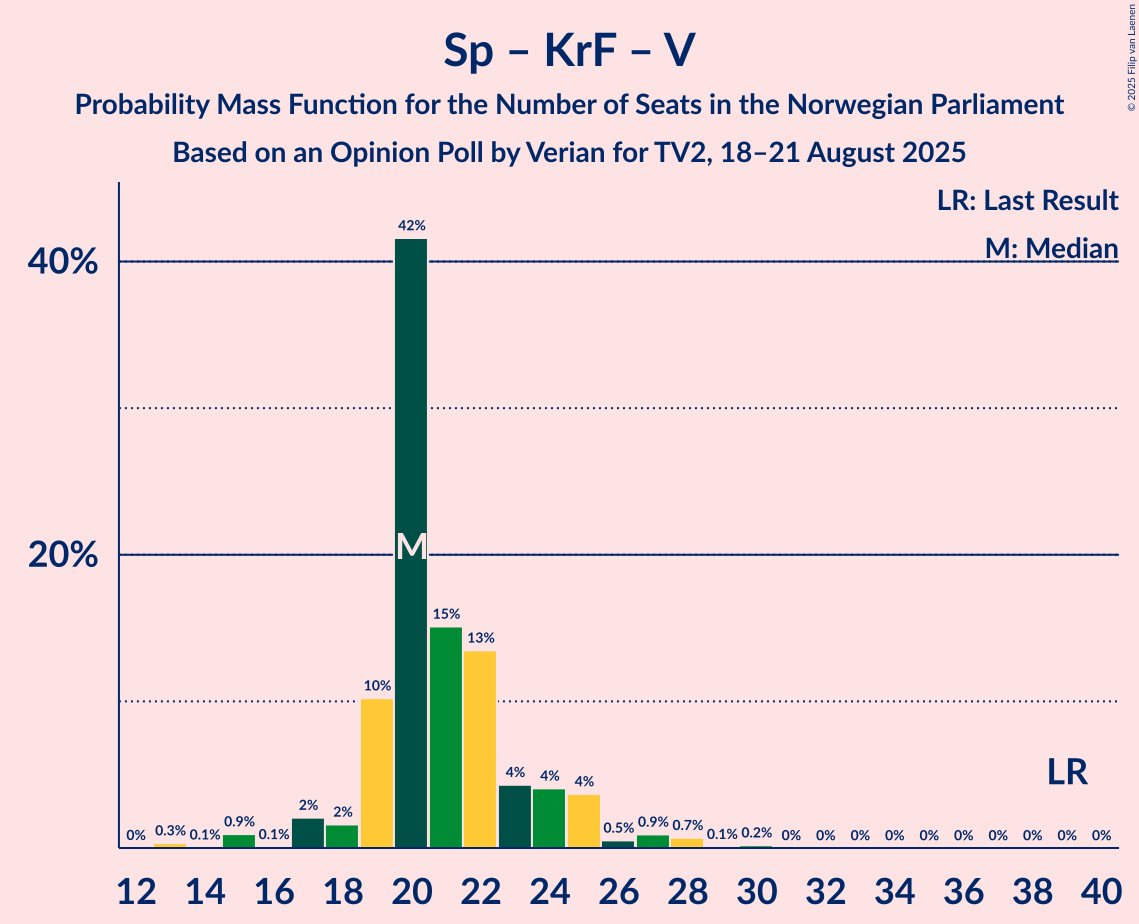 Sp – KrF – V
Probability Mass Function for the Number of Seats in the Norwegian Parliament
Based on an Opinion Poll by Verian for TV2, 18–21 August 2025
© 2025 Filip van Laenen
LR: Last Result
M: Median
40%
20%
0% 0.3% 0.1% 0.9% 0.1% 2% 2% 10% 42% 15% 13% 4% 4% 4% 0.5% 0.9% 0.7% 0.1% 0.2% 0% 0% 0% 0% 0% 0% 0% 0% 0% 0%
M
LR
12 14 16 18 20 22 24 26 28 30 32 34 36 38 40